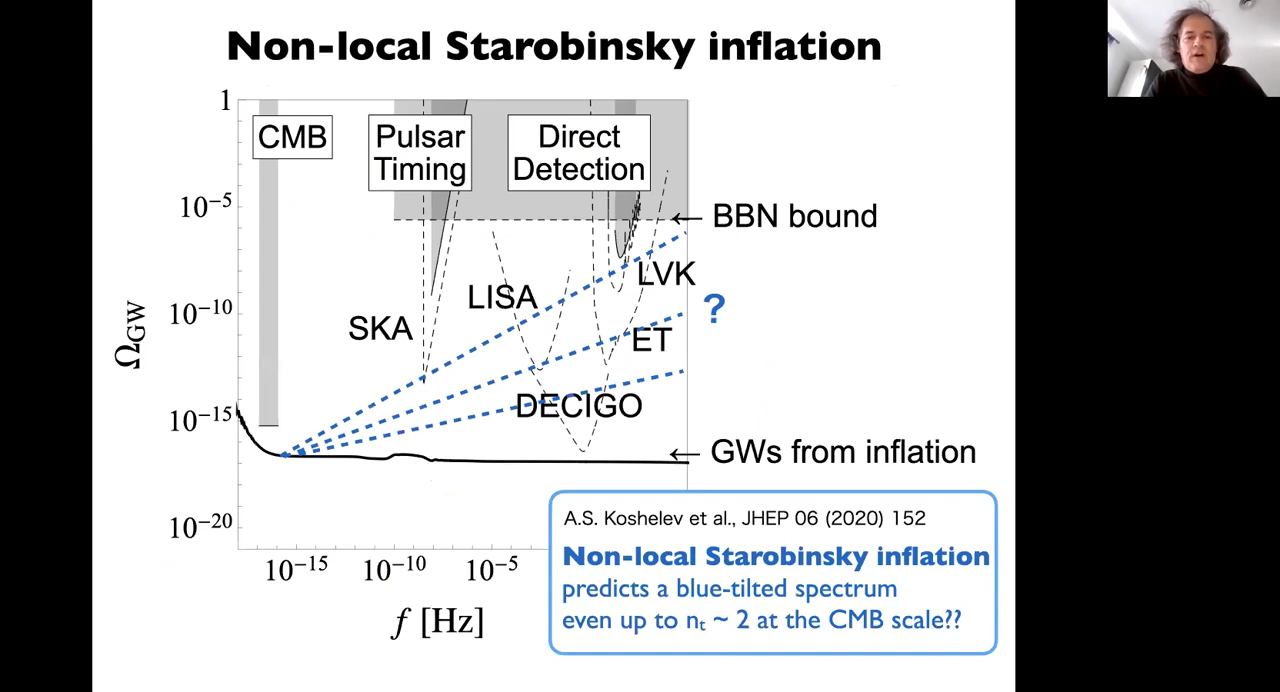 Non-local Starobinsky inflation
1
CMB
Pulsar
Timing
Direct
Detection
10−5
← BBN bound
LVK
LISA
?
10−10
SKA
ET
ΩGW
DECIGO
10−15
← GWs from inflation
10−20
A.S. Koshelev et al., JHEP 06 (2020) 152
Non-local Starobinsky inflation
predicts a blue-tilted spectrum
even up to nt ~ 2 at the CMB scale??
10−15
10−10
10−5
f [Hz]